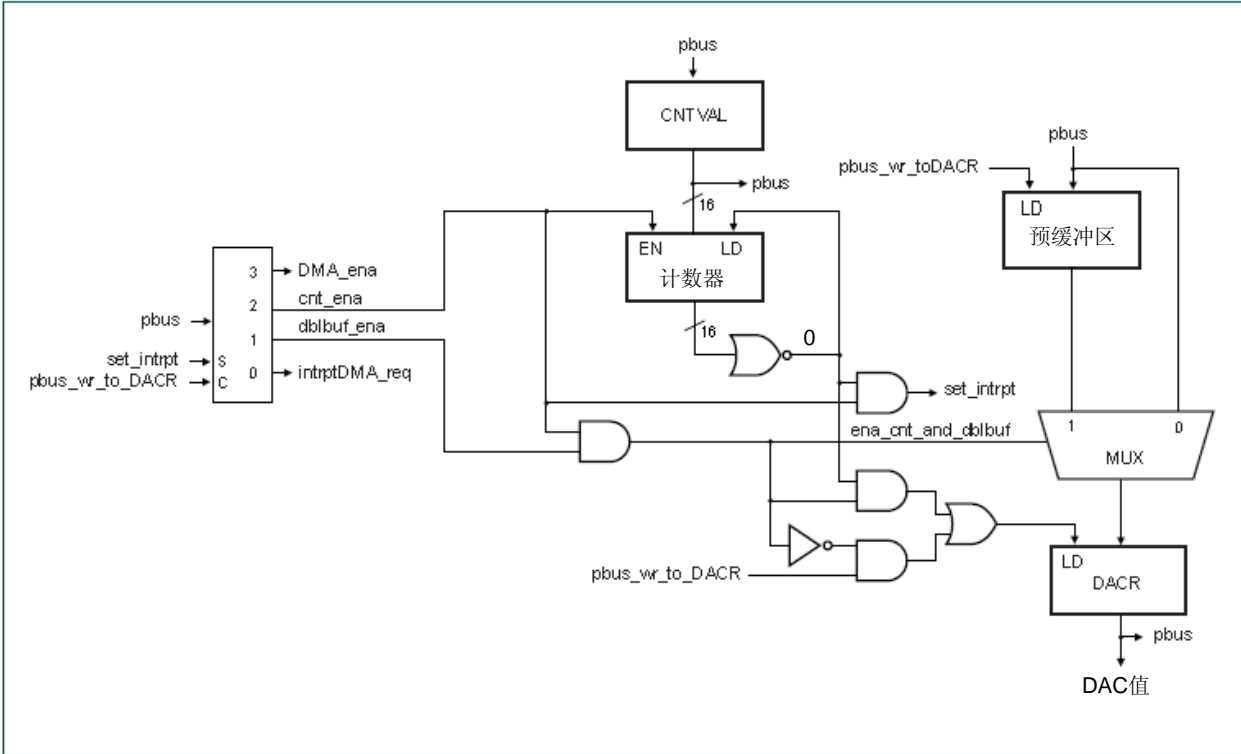 pbus
CNTVAL
pbus
pbus
pbus_wr_toDACR
16
LD
预缓冲区
EN LD
计数器
3 DMA_ena
2 cnt_ena
pbus
1 dblbuf_ena
16
0
set_intrpt
S
pbus_wr_to_DACR
C
0 intrptDMA_req
set_intrpt
ena_cnt_and_dblbuf
1 0
MUX
pbus_wr_to_DACR
LD
DACR
pbus
DAC值